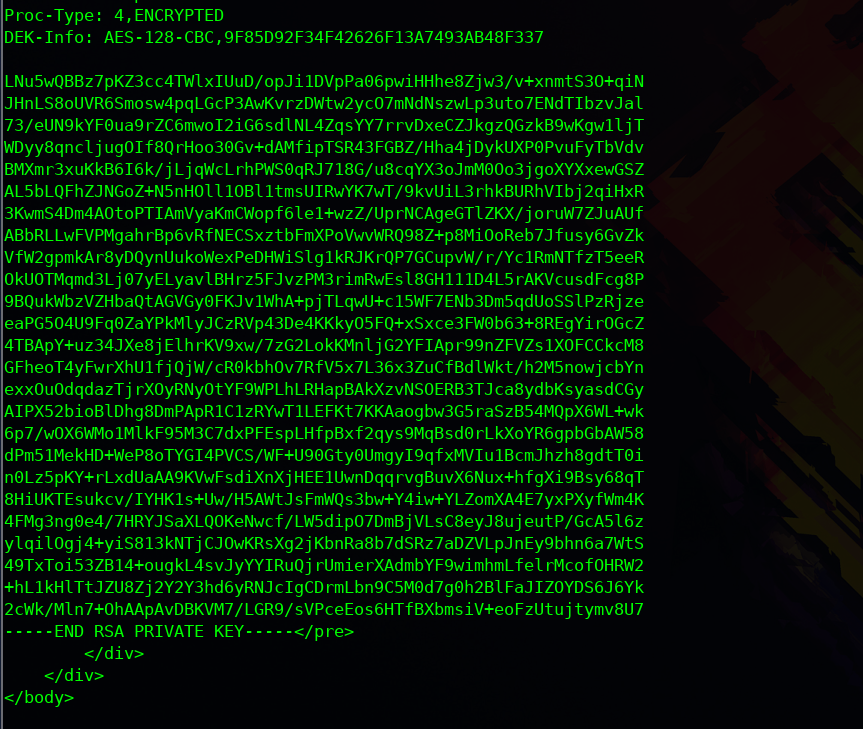 Proc-Type: 4,ENCRYPTED
DEK-Info: AES-128-CBC,9F85D92F34F42626F13A7493AB48F337

LNu5wQBBz7pKZ3cc4TWlxIUuD/opJi1DVpPa06pwiHHhe8Zjw3/v+xnmtS3O+qiN
JHnLS8oUVR6Smosw4pqLGcP3AwKvrzDWtw2ycO7mNdNszwLp3uto7ENdTIbzvJal
73/eUN9kYF0ua9rZC6mwoI2iG6sdlNL4ZqsYY7rrvDxeCZJkgzQGzkB9wKgw1ljT
WDyy8qncljugOIf8QrHoo30Gv+dAMfipTSR43FGBZ/Hha4jDykUXP0PvuFyTbVdv
BMXmr3xuKkB6I6k/jLjqWcLrhPWS0qRJ718G/u8cqYX3oJmM0Oo3jgoXYXxewGSZ
AL5bLQFhZJNGoZ+N5nHOll1OBl1tmsUIRwYK7wT/9kvUiL3rhkBURhVIbj2qiHxR
3KwmS4Dm4AOtoPTIAmVyaKmCWopf6le1+wzZ/UprNCAgeGTlZKX/joruW7ZJuAUf
ABbRLLwFVPMgahrBp6vRfNECSxztbFmXPoVwvWRQ98Z+p8MiOoReb7Jfusy6GvZk
VfW2gpmkAr8yDQynUukoWexPeDHWiSlg1kRJKrQP7GCupvW/r/Yc1RmNTfzT5eeR
OkUOTMqmd3Lj07yELyavlBHrz5FJvzPM3rimRwEsl8GH111D4L5rAKVcusdFcg8P
9BQukWbzVZHbaQtAGVGy0FKJv1WhA+pjTLqwU+c15WF7ENb3Dm5qdUoSSlPzRjze
eaPG5O4U9Fq0ZaYPkMlyJCzRVp43De4KKkyO5FQ+xSxce3FW0b63+8REgYirOGcZ
4TBApY+uz34JXe8jElhrKV9xw/7zG2LokKMnljG2YFIApr99nZFVZs1XOFCCkcM8
GFheoT4yFwrXhU1fjQjW/cR0kbhOv7RfV5x7L36x3ZuCfBdlWkt/h2M5nowjcbYn
exxOuOdqdazTjrXOyRNyOtYF9WPLhLRHapBAkXzvNSOERB3TJca8ydbKsyasdCGy
AIPX52bioBlDhg8DmPApR1C1zRYwT1LEFKt7KKAaogbw3G5raSzB54MQpX6WL+wk
6p7/wOX6WMo1MlkF95M3C7dxPFEspLHfpBxf2qys9MqBsd0rLkXoYR6gpbGbAW58
dPm51MekHD+WeP8oTYGI4PVCS/WF+U90Gty0UmgyI9qfxMVIu1BcmJhzh8gdtT0i
n0Lz5pKY+rLxdUaAA9KVwFsdiXnXjHEE1UwnDqqrvgBuvX6Nux+hfgXi9Bsy68qT
8HiUKTEsukcv/IYHK1s+Uw/H5AWtJsFmWQs3bw+Y4iw+YLZomXA4E7yxPXyfWm4K
4FMg3ng0e4/7HRYJSaXLQOKeNwcf/LW5dipO7DmBjVLsC8eyJ8ujeutP/GcA5l6z
ylqilOgj4+yiS813kNTjCJOwKRsXg2jKbnRa8b7dSRz7aDZVLpJnEy9bhn6a7WtS
49TxToi53ZB14+ougkL4svJyYYIRuQjrUmierXAdmbYF9wimhmLfelrMcofOHRW2
+hL1kHlTtJZU8Zj2Y2Y3hd6yRNJcIgCDrmLbn9C5M0d7g0h2BlFaJIZOYDS6J6Yk
2cWk/Mln7+OhAApAvDBKVM7/LGR9/sVPceEos6HTfBXbmsiV+eoFzUtujtymv8U7
-----END RSA PRIVATE KEY-----</pre>
        </div>
    </div>
</body>